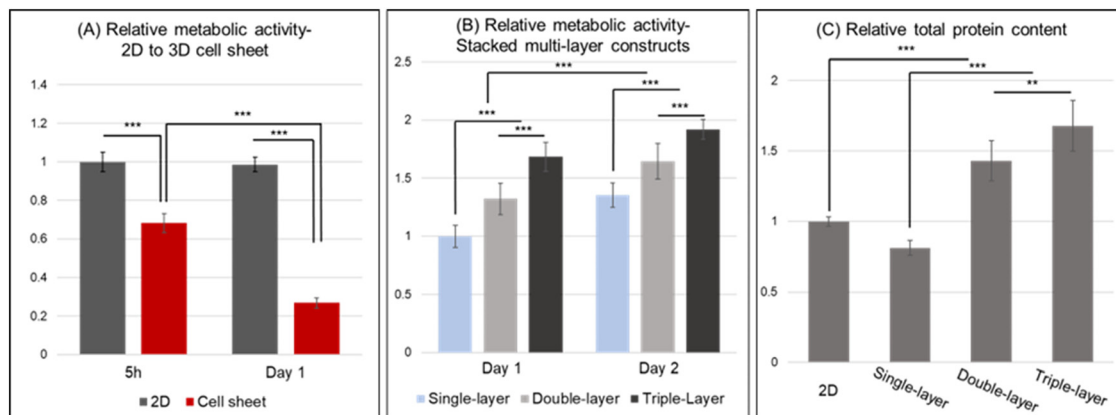 (A) Relative metabolic activity-
2D to 3D cell sheet
1.4
1.2
1
0.8
0.6
0.4
0.2
0
***
***
***
5h
Day 1
2D
Cell sheet
(B) Relative metabolic activity-
Stacked multi-layer constructs
2.5
2
1.5
1
0.5
0
***
***
***
***
***
Day 1
Day 2
Single-layer
Double-layer
Triple-Layer
(C) Relative total protein content
2
1.5
1
0.5
0
***
***
**
2D
Single-layer
Double-layer
Triple-layer